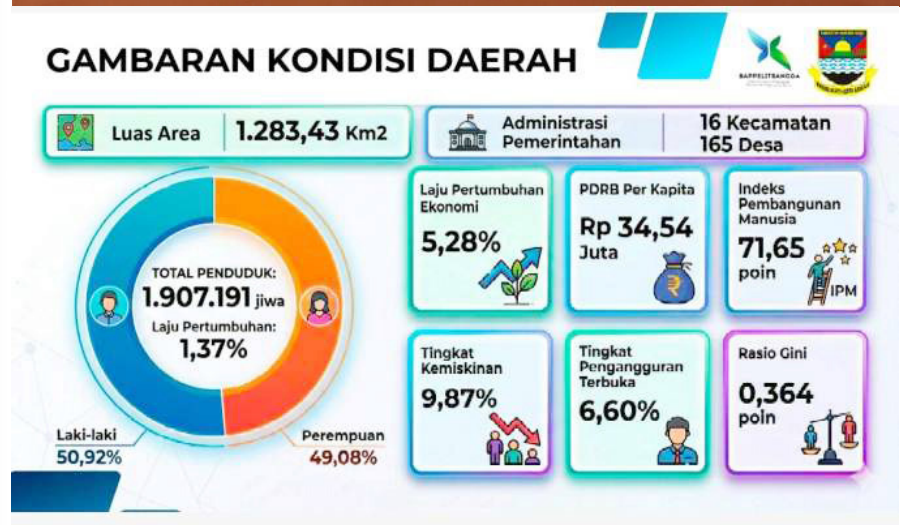 GAMBARAN KONDISI DAERAH
BAPPELITBANGDA
Luas Area
1.283,43 Km2
Administrasi
Pemerintahan
16 Kecamatan
165 Desa
TOTAL PENDUDUK:
1.907.191 jiwa
Laju Pertumbuhan:
1,37%
Laki-laki
50,92%
Perempuan
49,08%
Laju Pertumbuhan
Ekonomi
5,28%
PDRB Per Kapita
Rp 34,54
Juta
Indeks
Pembangunan
Manusia
71,65
poin
IPM
Tingkat
Kemiskinan
9,87%
Tingkat
Pengangguran
Terbuka
6,60%
Rasio Gini
0,364
poin